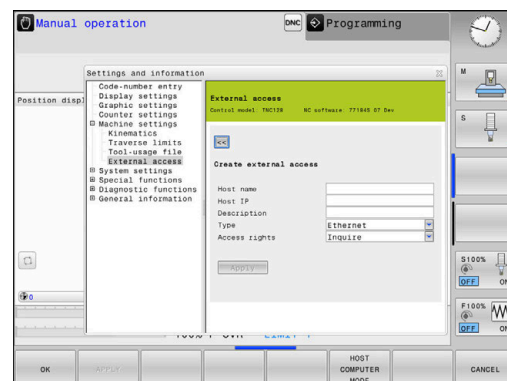 Manual operation
DNC
Programming
Settings and information
Position disp
Code-number entry
Display settings
Graphic settings
Counter settings
Machine settings
Kinematics
Traverse limits
Tool-usage file
External access
System settings
Special functions
Diagnostic functions
General information
External access
Control model: TNC128 NC software: 771845 07 Dev
<<
Create external access
Host name
Host IP
Description
Type Ethernet
Access rights Inquire
Apply
0
M
S
S100%
OFF ON
F100%
OFF ON
OK
APPLY
HOST
COMPUTER
MODE
CANCEL